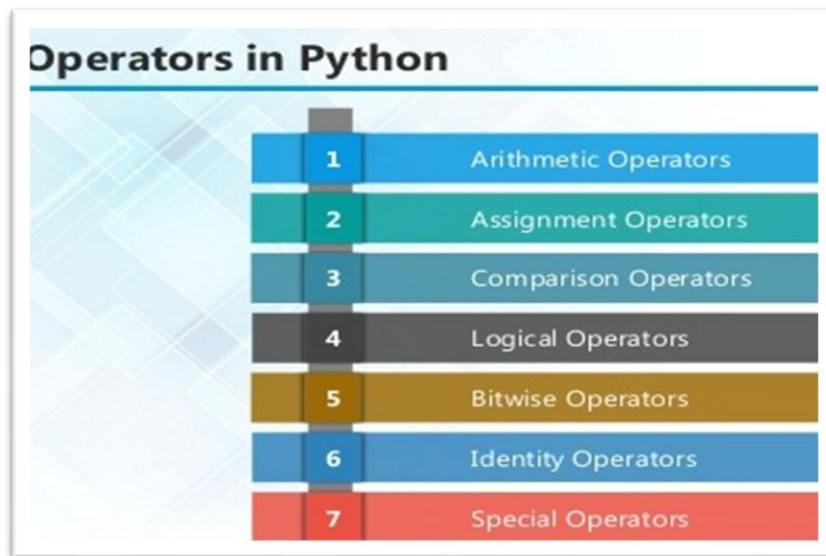 Operators in Python
1 Arithmetic Operators
2 Assignment Operators
3 Comparison Operators
4 Logical Operators
5 Bitwise Operators
6 Identity Operators
7 Special Operators